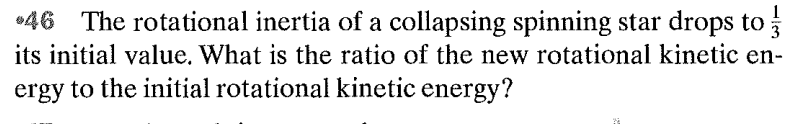 •46 The rotational inertia of a collapsing spinning star drops to 1/3
its initial value. What is the ratio of the new rotational kinetic en-
ergy to the initial rotational kinetic energy?